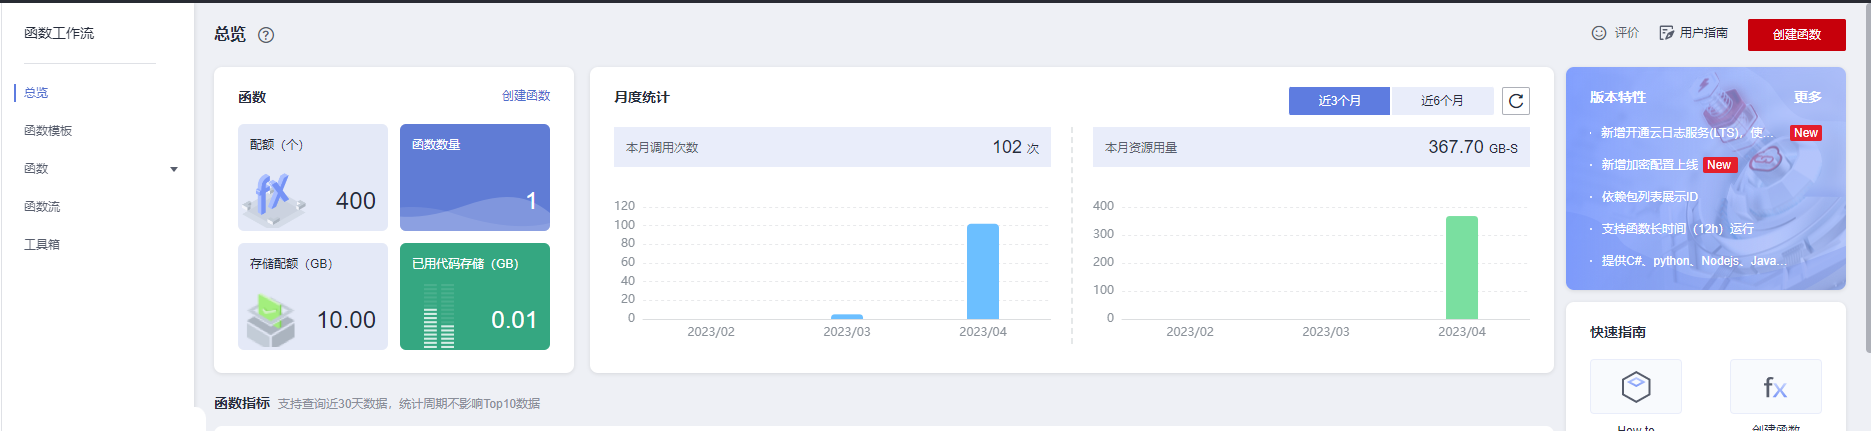 函数工作流
总览
函数模板
函数
函数流
工具箱
总览
评价
用户指南
创建函数
函数
创建函数
配额（个）
400
函数数量
1
存储配额（GB）
10.00
已用代码存储（GB）
0.01
月度统计
近3个月
近6个月
本月调用次数
102 次
120
100
80
60
40
20
0
2023/02
2023/03
2023/04
本月资源用量
367.70 GB-S
400
300
200
100
0
2023/02
2023/03
2023/04
版本特性
更多
· 新增开通云日志服务(LTS)，使... New
· 新增加密配置上线 New
· 依赖包列表展示ID
· 支持函数长时间（12h）运行
· 提供C#、python、Nodejs、Java...
快速指南
fx
How to
创建函数
函数指标 支持查询近30天数据，统计周期不影响Top10数据